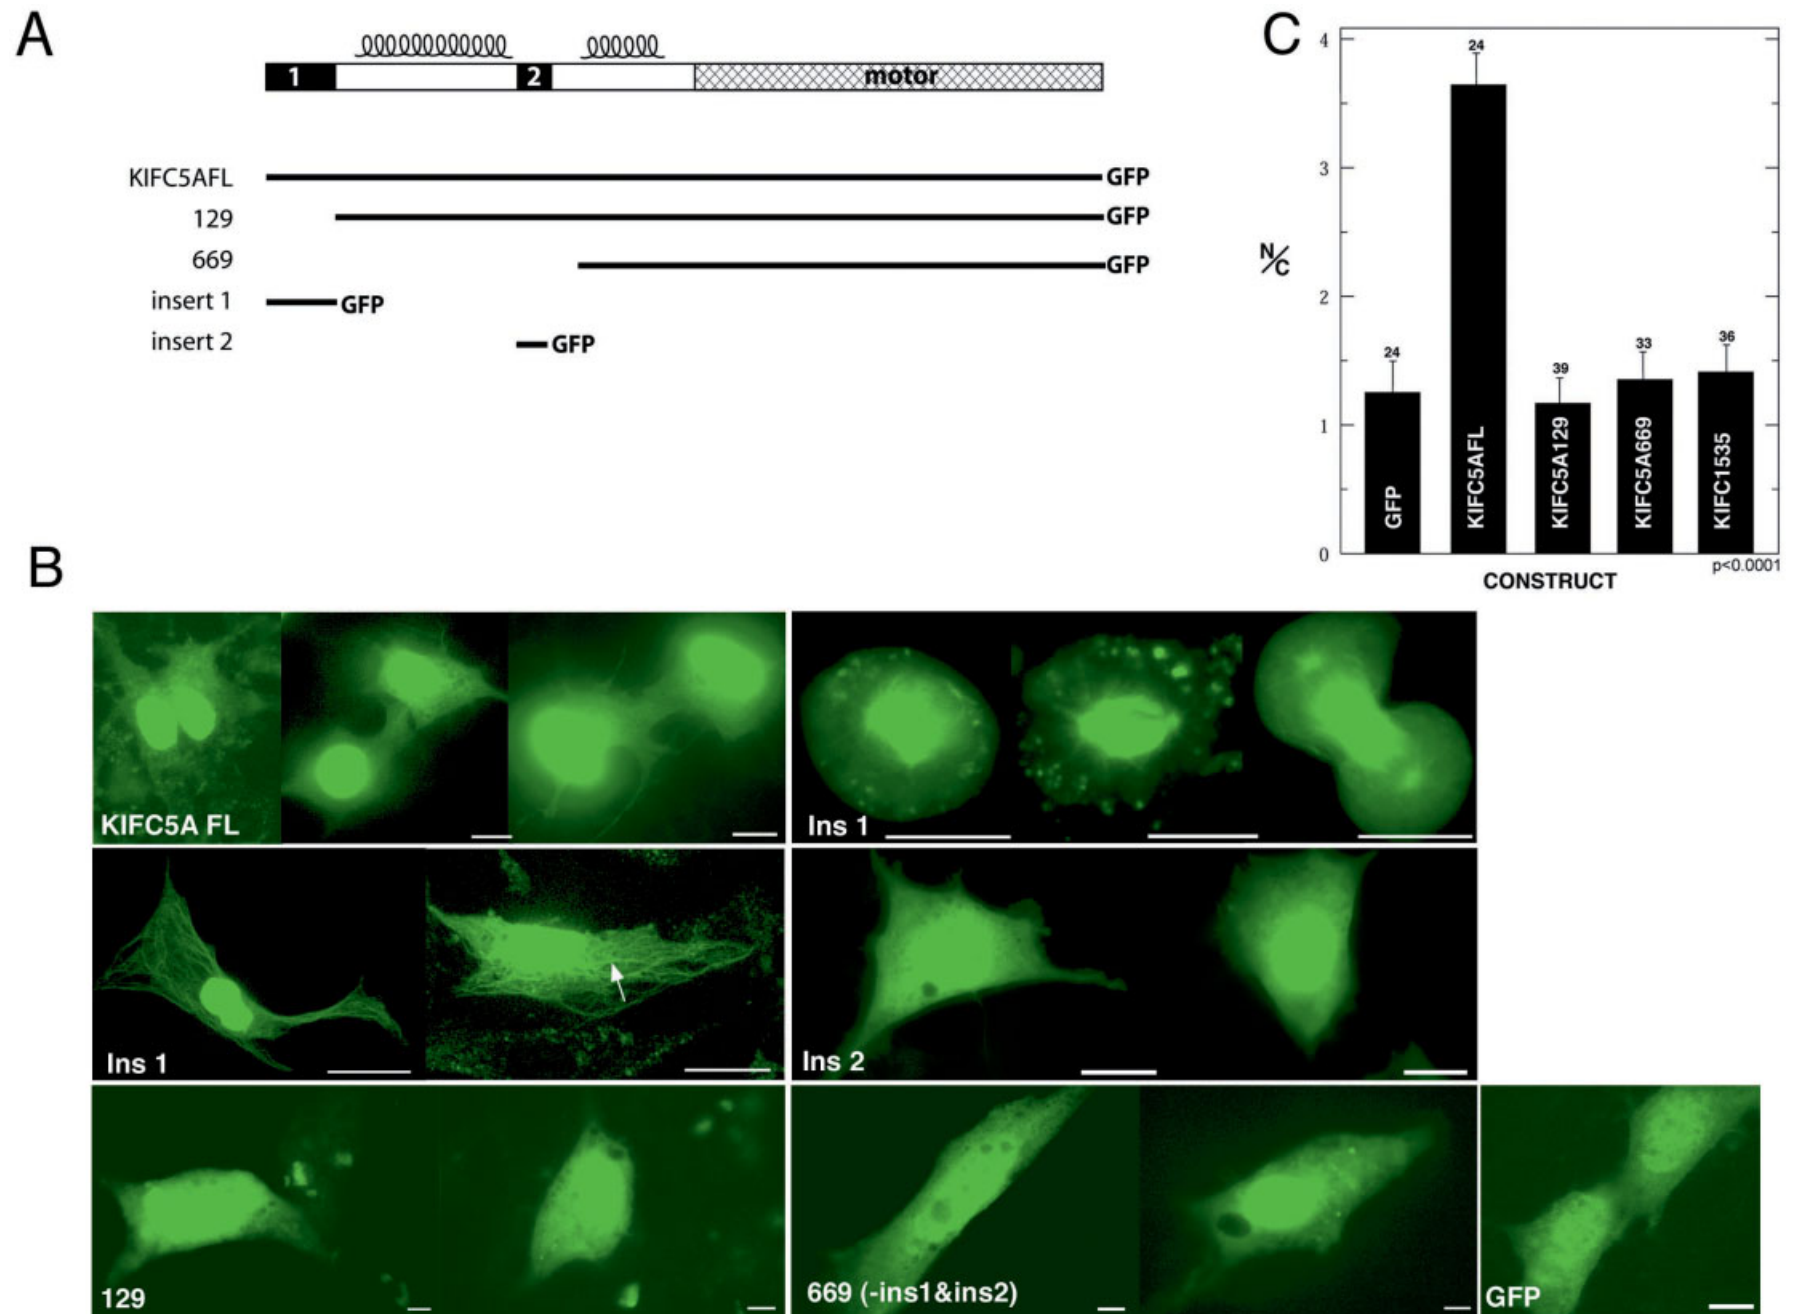 A
1 2 motor
KIFC5AFL GFP
129 GFP
669 GFP
insert 1 GFP
insert 2 GFP
C
4
3
2
1
0
N/C
24
24
39
33
36
GFP
KIFC5AFL
KIFC5A129
KIFC5A669
KIFC1535
p<0.0001
CONSTRUCT
B
KIFC5A FL
Ins 1
Ins 1
Ins 2
129
669 (-ins1&ins2)
GFP